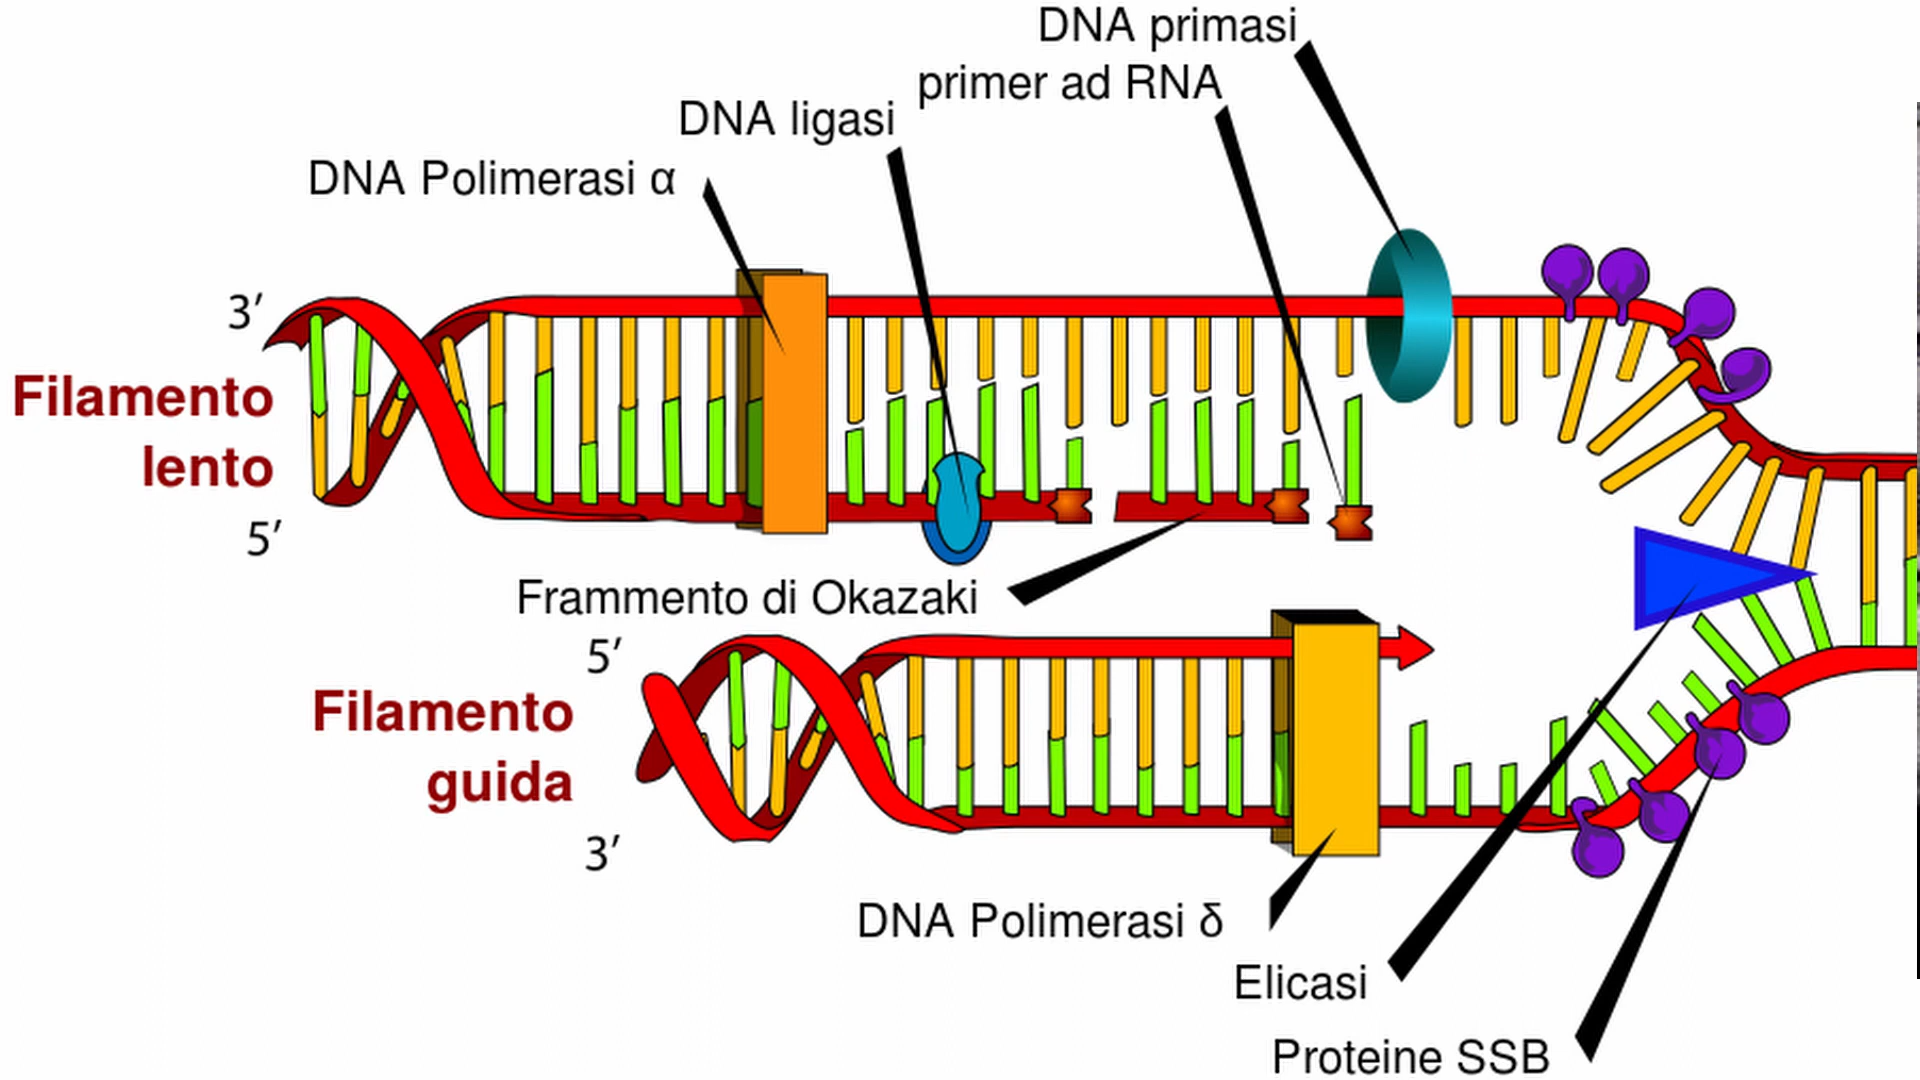 DNA primasi
primer ad RNA
DNA ligasi
DNA Polimerasi α
3′
Filamento
lento
5′
Frammento di Okazaki
5′
Filamento
guida
3′
DNA Polimerasi δ
Elicasi
Proteine SSB